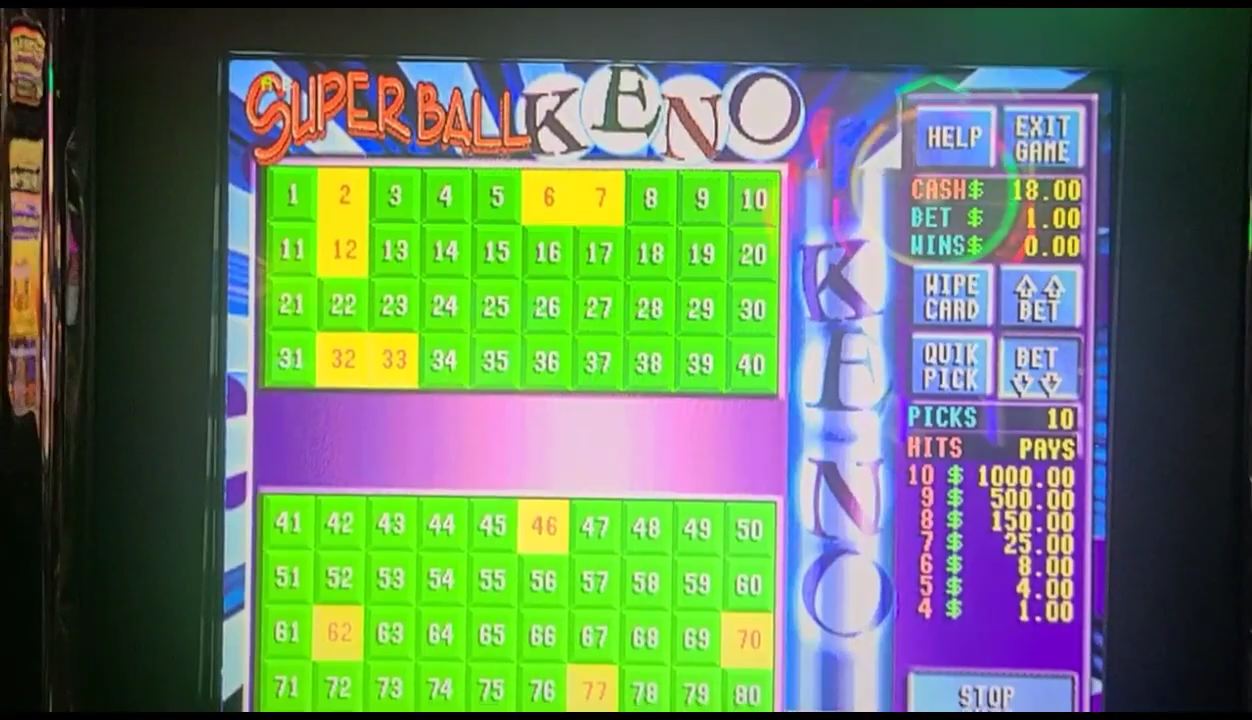 SUPERBALL KENO
HELP
EXIT GAME
CASH$ 18.00
BET $ 1.00
WINS$ 0.00
WIPE CARD
BET
QUIK PICK
BET
PICKS 10
HITS PAYS
10 $ 1000.00
9 $ 500.00
8 $ 150.00
7 $ 25.00
6 $ 8.00
5 $ 4.00
4 $ 1.00
STOP
KENO
1 2 3 4 5 6 7 8 9 10
11 12 13 14 15 16 17 18 19 20
21 22 23 24 25 26 27 28 29 30
31 32 33 34 35 36 37 38 39 40
41 42 43 44 45 46 47 48 49 50
51 52 53 54 55 56 57 58 59 60
61 62 63 64 65 66 67 68 69 70
71 72 73 74 75 76 77 78 79 80